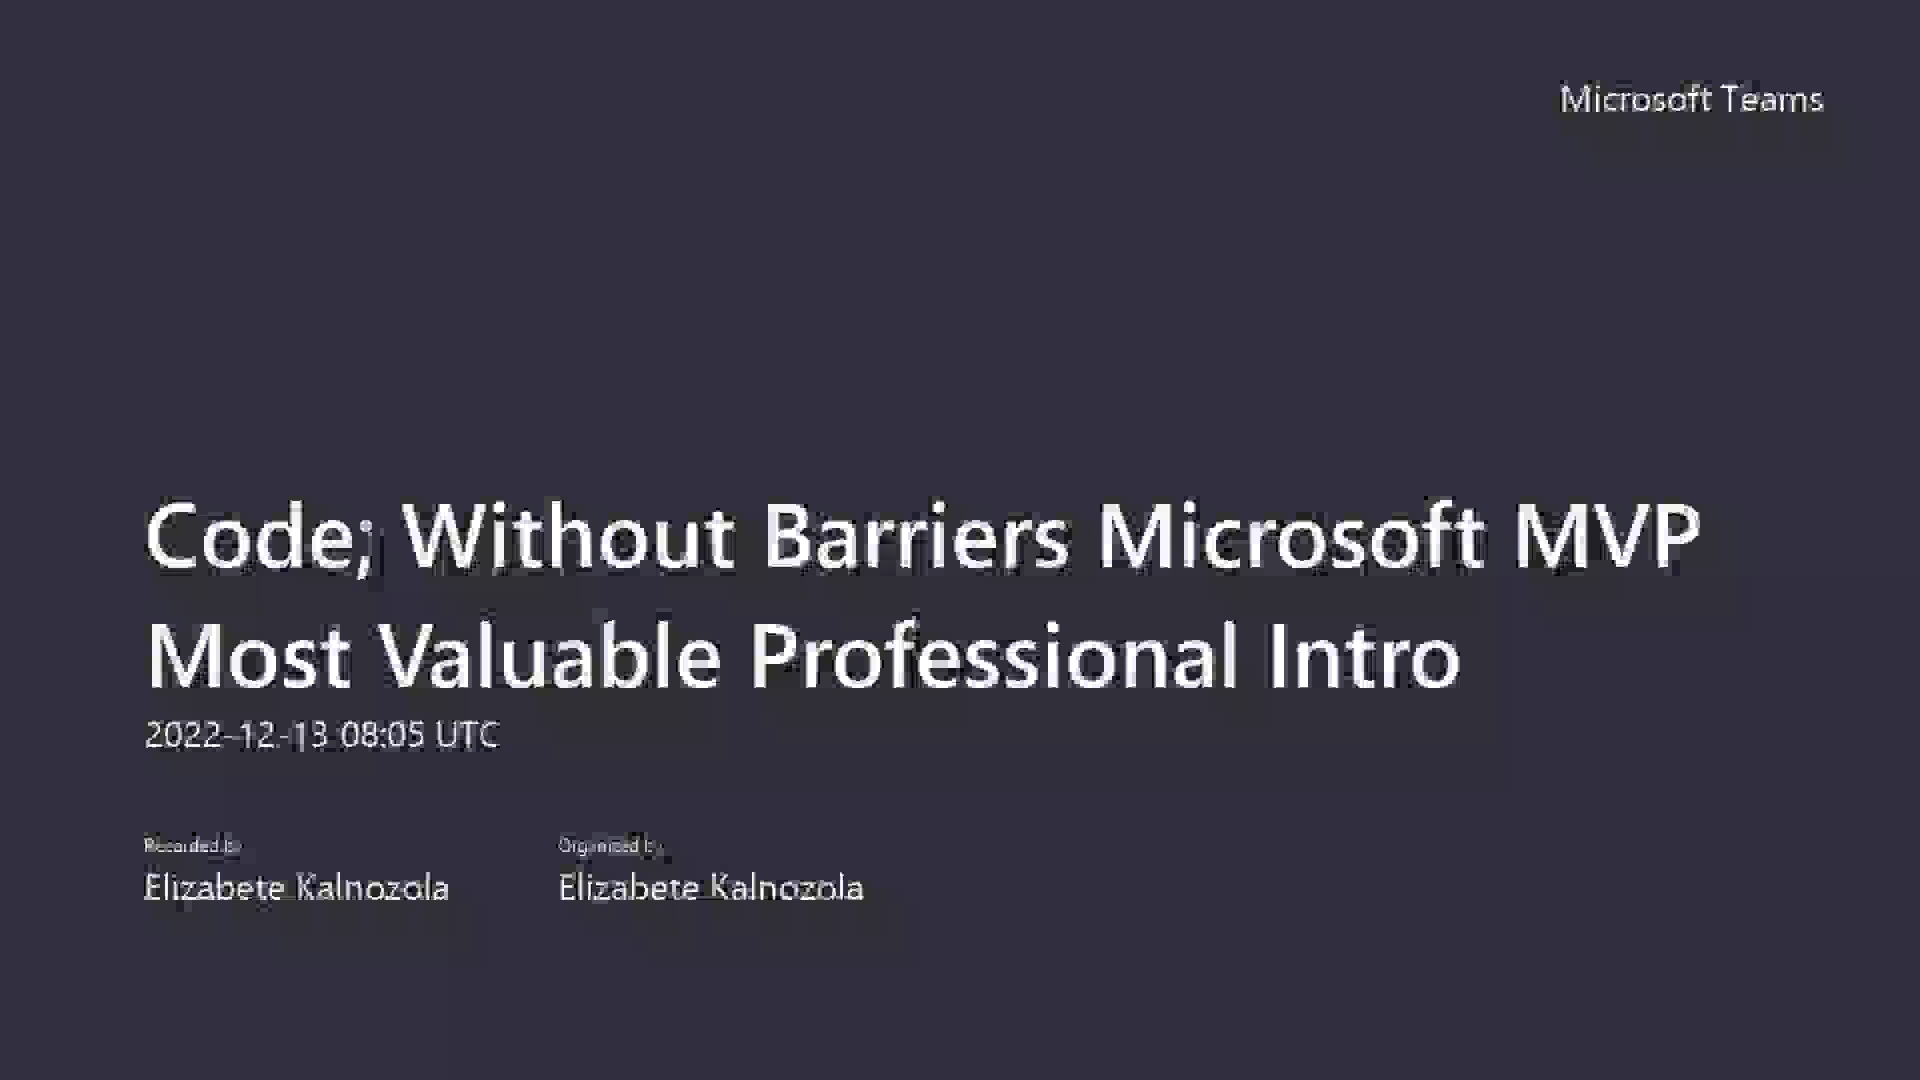 Microsoft Teams
Code; Without Barriers Microsoft MVP
Most Valuable Professional Intro
2022-12-13 08:05 UTC
Recorded by
Organized by
Elizabete Kalnozola
Elizabete Kalnozola